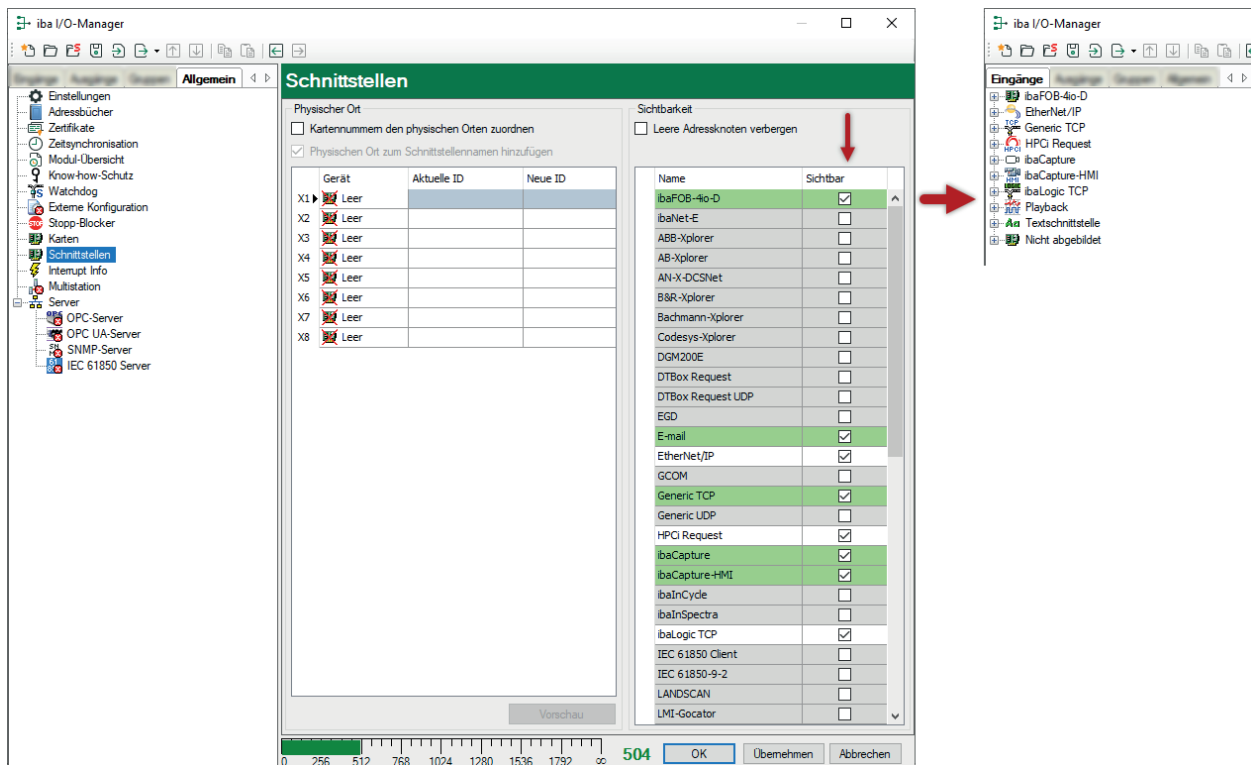 iba I/O-Manager
Allgemein
Einstellungen
Adressbücher
Zertifikate
Zeitsynchronisation
Modul-Übersicht
Know-how-Schutz
Watchdog
Externe Konfiguration
Stopp-Blocker
Karten
Schnittstellen
Interrupt Info
Multistation
Server
OPC-Server
OPC UA-Server
SNMP-Server
IEC 61850 Server
Schnittstellen
Physischer Ort
Kartennummern den physischen Orten zuordnen
Physischen Ort zum Schnittstellennamen hinzufügen
Gerät Aktuelle ID Neue ID
X1 Leer
X2 Leer
X3 Leer
X4 Leer
X5 Leer
X6 Leer
X7 Leer
X8 Leer
Vorschau
Sichtbarkeit
Leere Adressknoten verbergen
Name Sichtbar
ibaFOB-4io-D
ibaNet-E
ABB-Xplorer
AB-Xplorer
AN-X-DCSNet
B&R-Xplorer
Bachmann-Xplorer
Codesys-Xplorer
DGM200E
DTBox Request
DTBox Request UDP
EGD
E-mail
EtherNet/IP
GCOM
Generic TCP
Generic UDP
HPCi Request
ibaCapture
ibaCapture-HMI
ibaInCycle
ibaInSpectra
ibaLogic TCP
IEC 61850 Client
IEC 61850-9-2
LANDSCAN
LMI-Gocator
0 256 512 768 1024 1280 1536 1792 ∞
504 OK Übernehmen Abbrechen
iba I/O-Manager
Eingänge
ibaFOB-4io-D
EtherNet/IP
Generic TCP
HPCi Request
ibaCapture
ibaCapture-HMI
ibaLogic TCP
Playback
Textschnittstelle
Nicht abgebildet